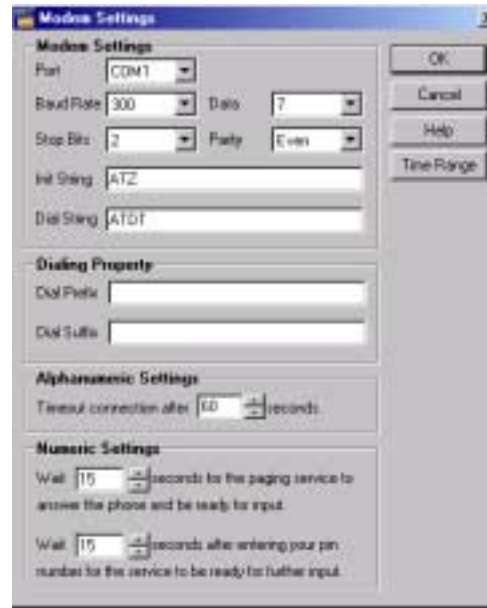 Modem Settings
Modem Settings
Port COM1
Baud Rate 300 Data 7
Stop Bits 2 Parity Even
Init String ATZ
Dial String ATDT
Dialing Property
Dial Prefix
Dial Suffix
Alphanumeric Settings
Timeout connection after 60 seconds.
Numeric Settings
Wait 15 seconds for the paging service to
answer the phone and be ready for input.
Wait 15 seconds after entering your pin
number for the service to be ready for further input.
OK
Cancel
Help
Time Range